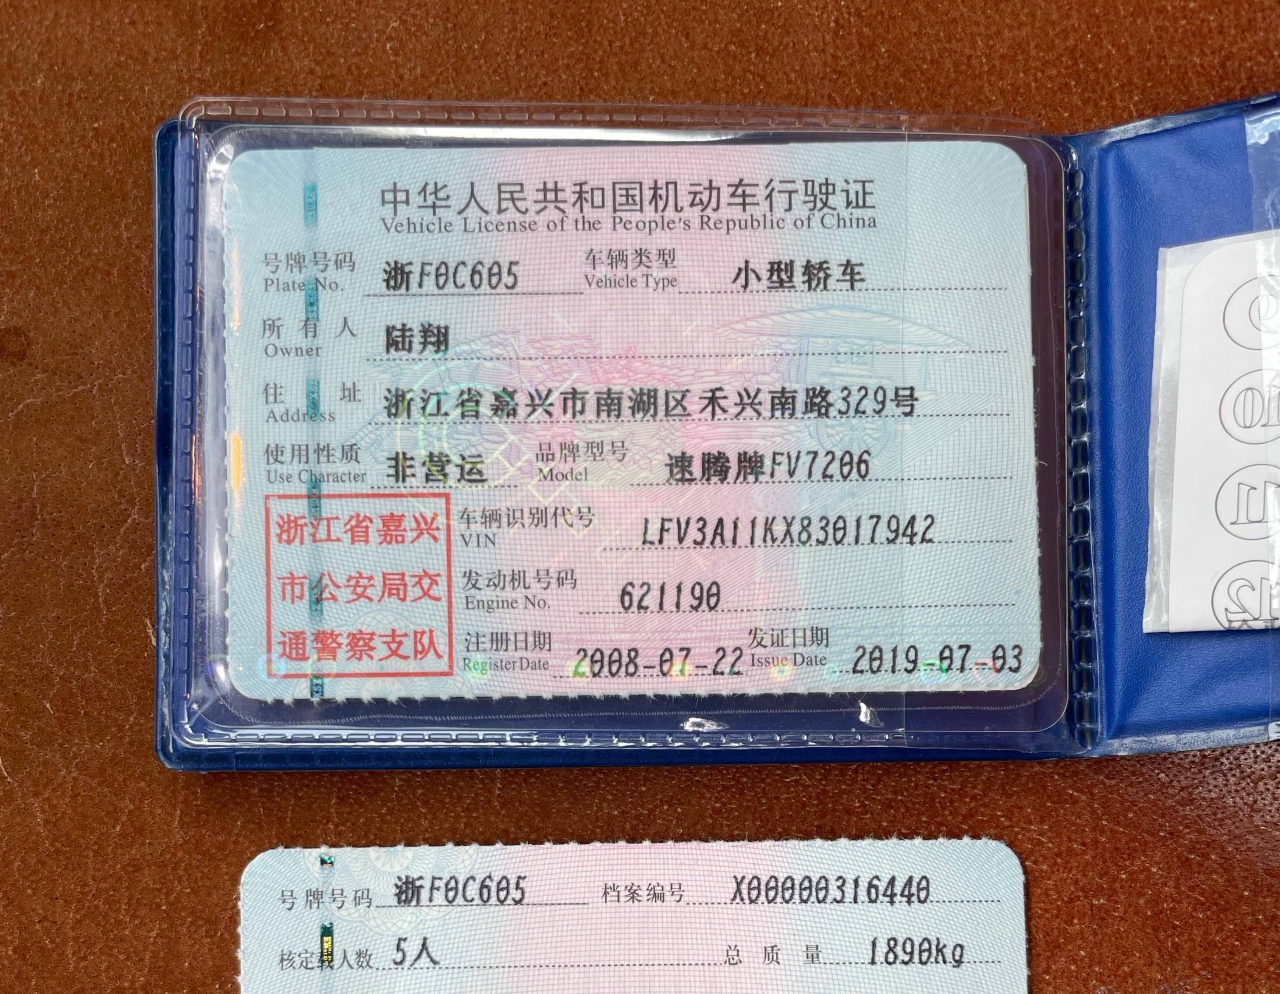 中华人民共和国机动车行驶证
Vehicle License of the People's Republic of China
号牌号码 浙F0C605 车辆类型 小型轿车
Plate No. Vehicle Type
所有人 陆翔
Owner
住址 浙江省嘉兴市南湖区禾兴南路329号
Address
使用性质 非营运 品牌型号 速腾牌FV7206
Use Character Model
浙江省嘉兴
市公安局交
通警察支队
车辆识别代号 LFV3A11KX83017942
VIN
发动机号码 621190
Engine No.
注册日期 2008-07-22 发证日期 2019-07-03
Register Date Issue Date
号牌号码 浙F0C605 档案编号 X00000316440
核定载人数 5人 总质量 1890kg
9
10
11
12